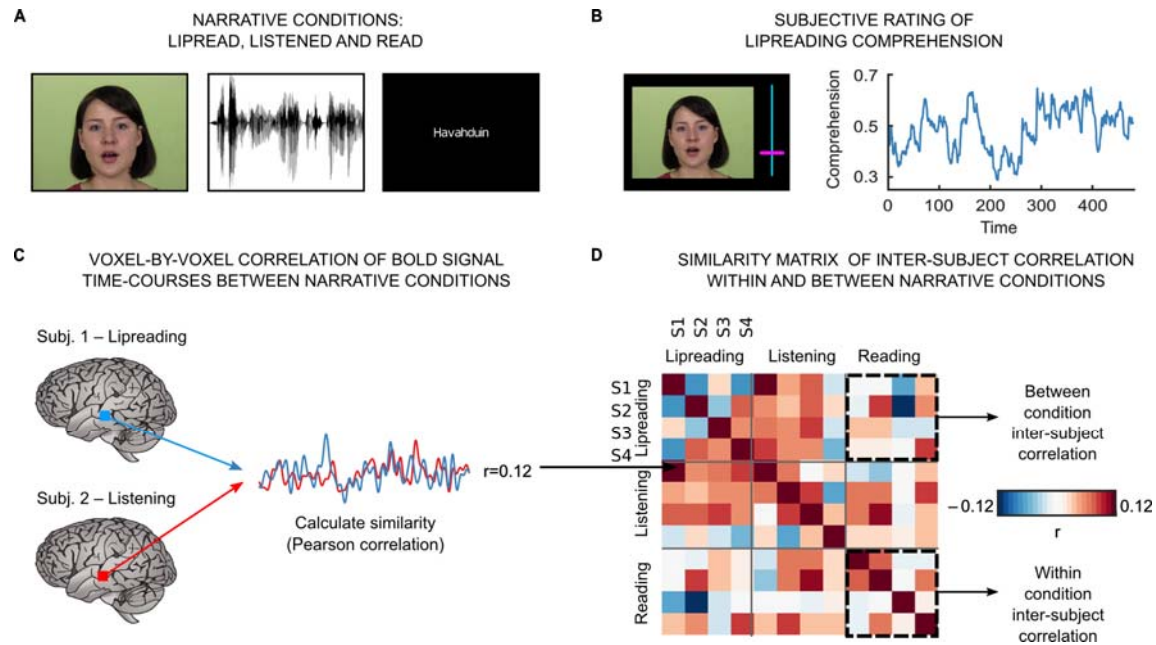 A
NARRATIVE CONDITIONS:
LIPREAD, LISTENED AND READ
Havahduin
B
SUBJECTIVE RATING OF
LIPREADING COMPREHENSION
Comprehension
0.7
0.5
0.3
0
100
200
300
400
Time
C
VOXEL-BY-VOXEL CORRELATION OF BOLD SIGNAL
TIME-COURSES BETWEEN NARRATIVE CONDITIONS
Subj. 1 – Lipreading
Subj. 2 – Listening
r=0.12
Calculate similarity
(Pearson correlation)
D
SIMILARITY MATRIX OF INTER-SUBJECT CORRELATION
WITHIN AND BETWEEN NARRATIVE CONDITIONS
S1
S2
S3
S4
Lipreading
Listening
Reading
S1
S2
S3
S4
Lipreading
Listening
Reading
Between
condition
inter-subject
correlation
−0.12
0.12
r
Within
condition
inter-subject
correlation